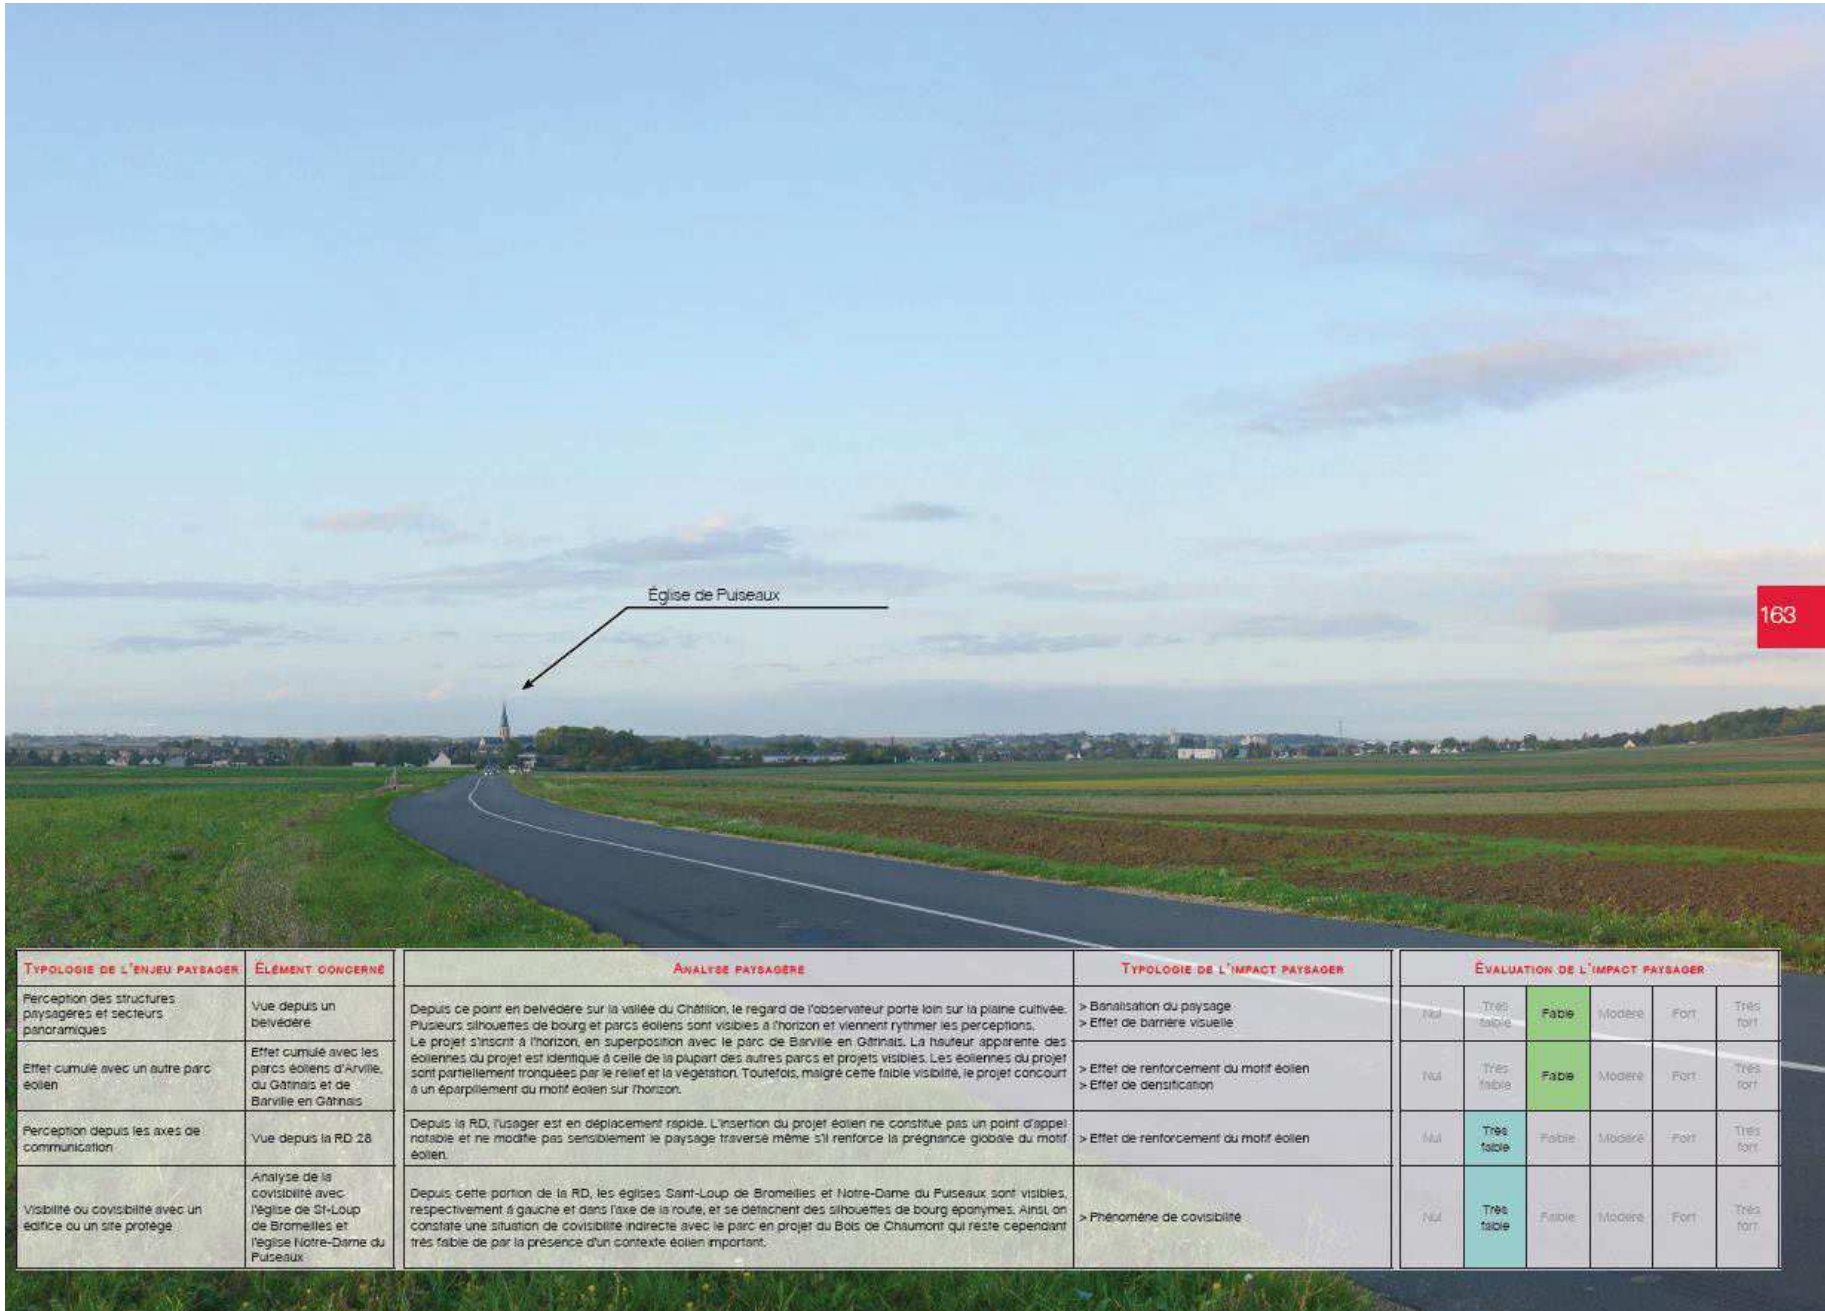 Église de Puiseaux
163
TYPOLOGIE DE L'ENJEU PAYSAGER
ÉLÉMENT CONCERNÉ
ANALYSE PAYSAGÈRE
TYPOLOGIE DE L'IMPACT PAYSAGER
ÉVALUATION DE L'IMPACT PAYSAGER
Perception des structures
paysagères et secteurs
panoramiques
Vue depuis un
belvédère
Depuis ce point en belvédère sur la vallée du Châtillon, le regard de l'observateur porte loin sur la plaine cultivée.
Plusieurs silhouettes de bourg et parcs éoliens sont visibles à l'horizon et viennent rythmer les perceptions.
Le projet s'inscrit à l'horizon, en superposition avec le parc de Barville en Gâtinais. La hauteur apparente des
éoliennes du projet est identique à celle de la plupart des autres parcs et projets visibles. Les éoliennes du projet
sont partiellement tronquées par le relief et la végétation. Toutefois, malgré cette faible visibilité, le projet concourt
à un éparpillement du motif éolien sur l'horizon.
> Banalisation du paysage
> Effet de barrière visuelle
Nul
Très
faible
Faible
Modéré
Fort
Très
fort
Effet cumulé avec un autre parc
éolien
Effet cumulé avec les
parcs éoliens d'Arville,
du Gâtinais et de
Barville en Gâtinais
> Effet de renforcement du motif éolien
> Effet de densification
Nul
Très
faible
Faible
Modéré
Fort
Très
fort
Perception depuis les axes de
communication
Vue depuis la RD 28
Depuis la RD, l'usager est en déplacement rapide. L'insertion du projet éolien ne constitue pas un point d'appel
notable et ne modifie pas sensiblement le paysage traversé même s'il renforce la prégnance globale du motif
éolien.
> Effet de renforcement du motif éolien
Nul
Très
faible
Faible
Modéré
Fort
Très
fort
Visibilité ou covisibilité avec un
édifice ou un site protégé
Analyse de la
covisibilité avec
l'église de St-Loup
de Bromeilles et
l'église Notre-Dame du
Puiseaux
Depuis cette portion de la RD, les églises Saint-Loup de Bromeilles et Notre-Dame du Puiseaux sont visibles,
respectivement à gauche et dans l'axe de la route, et se détachent des silhouettes de bourg éponymes. Ainsi, on
constate une situation de covisibilité indirecte avec le parc en projet du Bois de Chaumont qui reste cependant
très faible de par la présence d'un contexte éolien important.
> Phénomène de covisibilité
Nul
Très
faible
Faible
Modéré
Fort
Très
fort